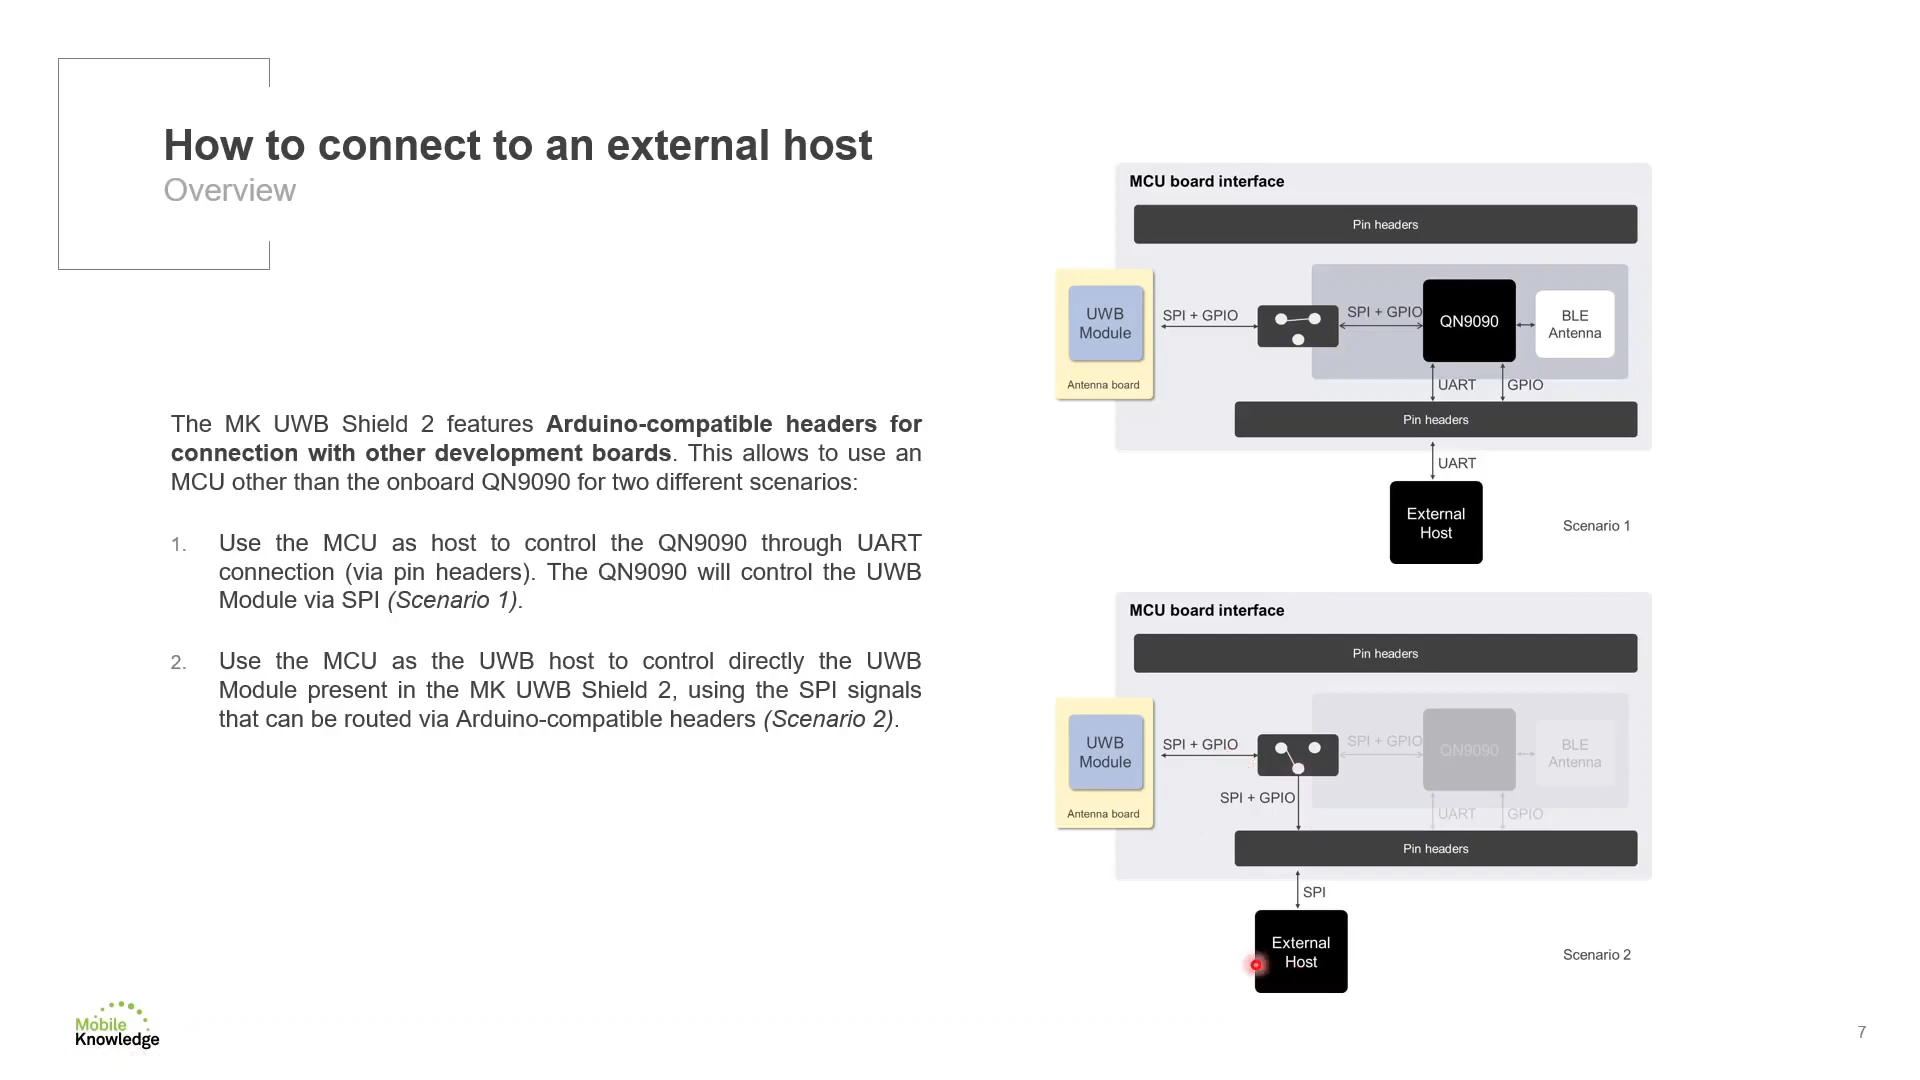 How to connect to an external host
Overview
The MK UWB Shield 2 features Arduino-compatible headers for
connection with other development boards. This allows to use an
MCU other than the onboard QN9090 for two different scenarios:
1. Use the MCU as host to control the QN9090 through UART
connection (via pin headers). The QN9090 will control the UWB
Module via SPI (Scenario 1).
2. Use the MCU as the UWB host to control directly the UWB
Module present in the MK UWB Shield 2, using the SPI signals
that can be routed via Arduino-compatible headers (Scenario 2).
MCU board interface
Pin headers
UWB
Module
Antenna board
SPI + GPIO
SPI + GPIO
QN9090
BLE
Antenna
UART
GPIO
Pin headers
UART
External
Host
Scenario 1
MCU board interface
Pin headers
UWB
Module
Antenna board
SPI + GPIO
SPI + GPIO
QN9090
BLE
Antenna
SPI + GPIO
UART
GPIO
Pin headers
SPI
External
Host
Scenario 2
Mobile
Knowledge
7